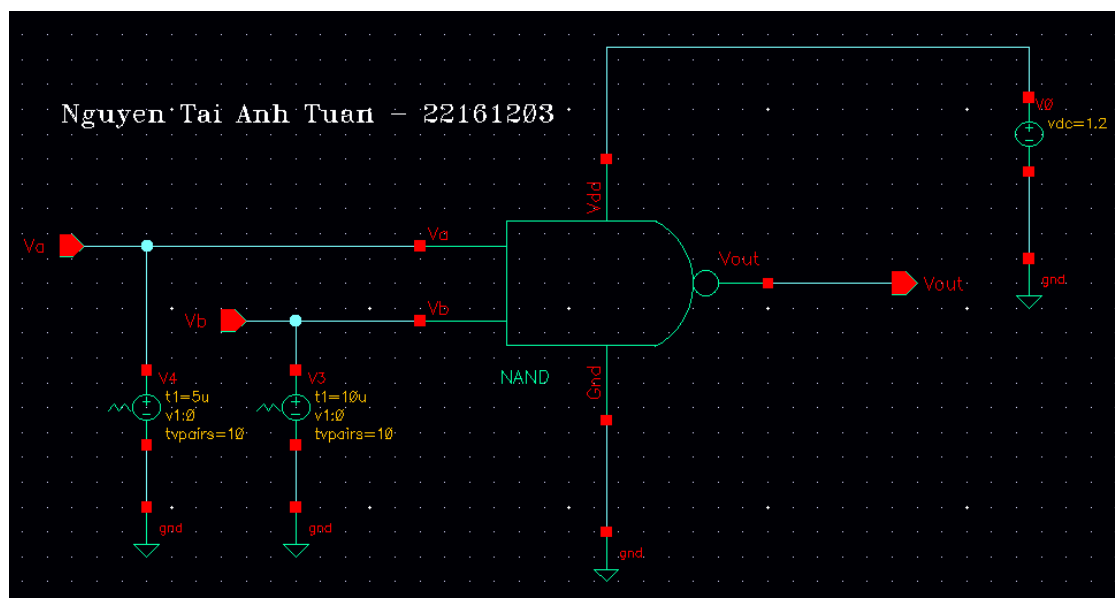 Nguyen Tai Anh Tuan - 22161203
V0
vdc=1.2
Vdd
Va
Va
Vout
Vout
gnd
Vb
Vb
NAND
Gnd
V4
t1=5u
v1:0
tvpairs=10
V3
t1=10u
v1:0
tvpairs=10
gnd
gnd
gnd